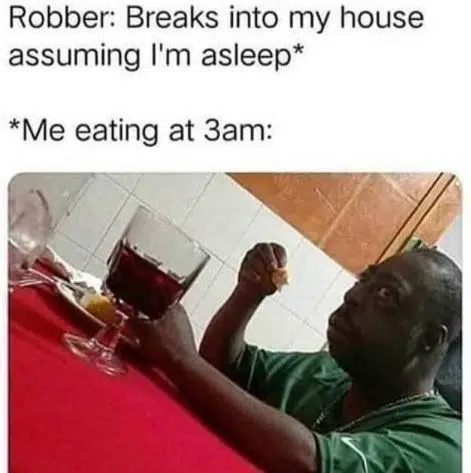 Robber: Breaks into my house
assuming I'm asleep*
*Me eating at 3am: